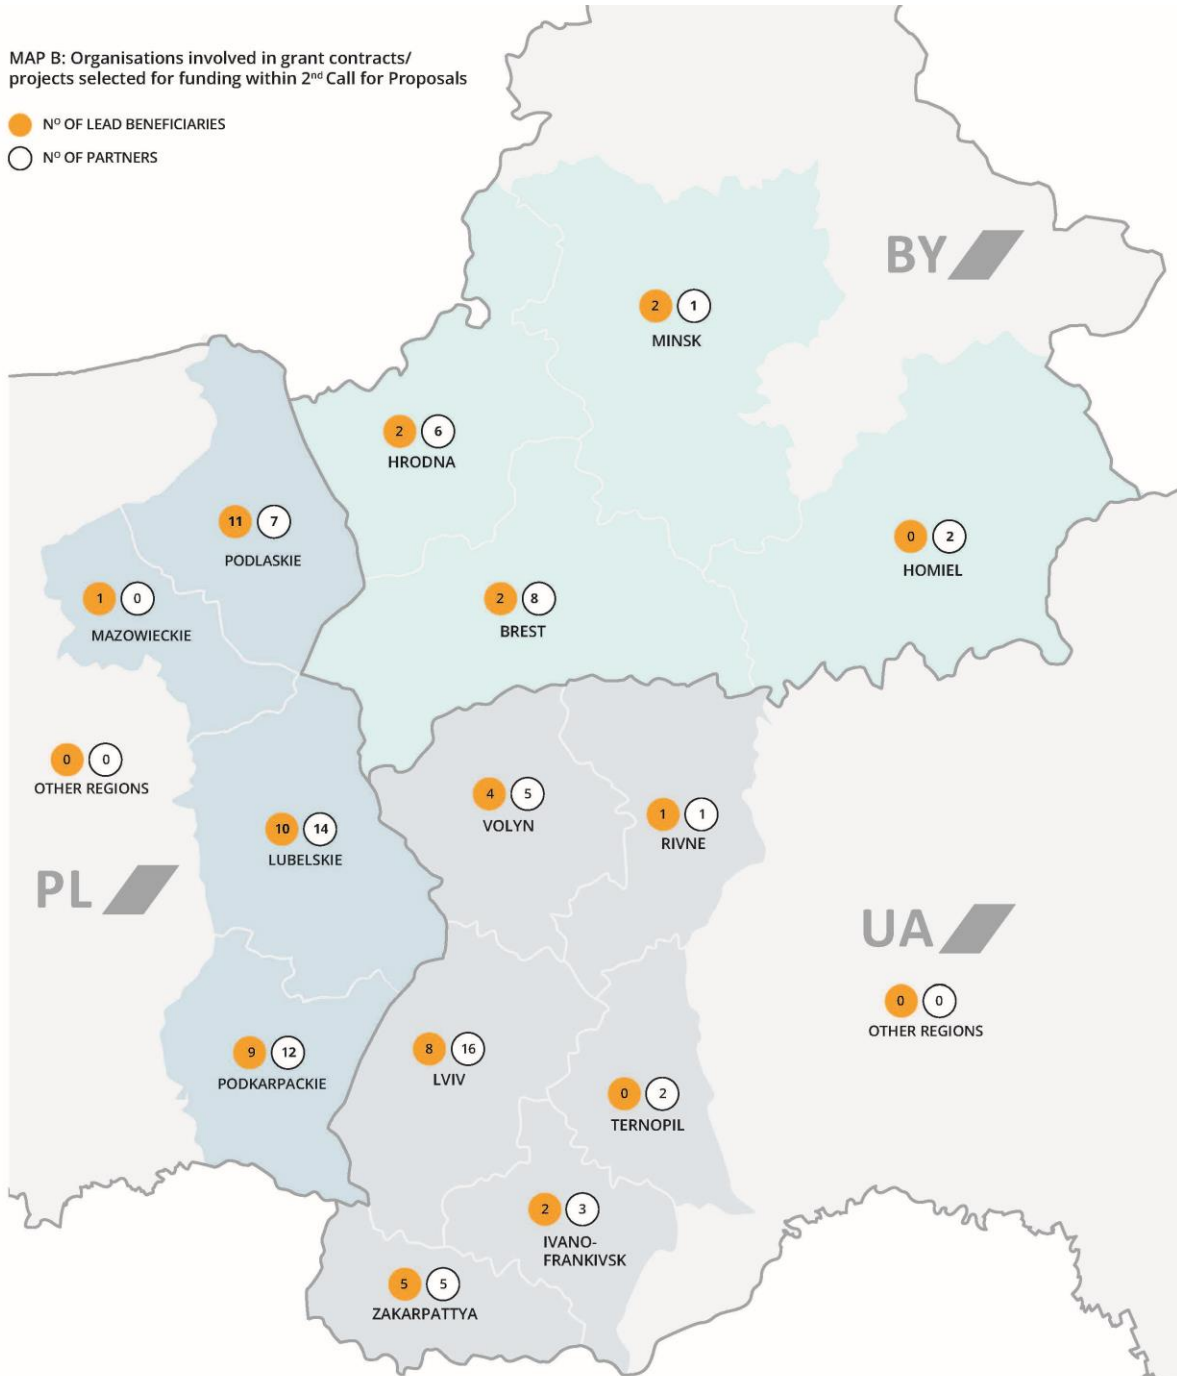 MAP B: Organisations involved in grant contracts/
projects selected for funding within 2nd Call for Proposals
Nº OF LEAD BENEFICIARIES
Nº OF PARTNERS
BY
2 1
MINSK
2 6
HRODNA
11 7
PODLASKIE
0 2
HOMIEL
1 0
MAZOWIECKIE
2 8
BREST
0 0
OTHER REGIONS
4 5
VOLYN
1 1
RIVNE
10 14
LUBELSKIE
PL
UA
0 0
OTHER REGIONS
9 12
PODKARPACKIE
8 16
LVIV
0 2
TERNOPIL
2 3
IVANO-
FRANKIVSK
5 5
ZAKARPATTYA